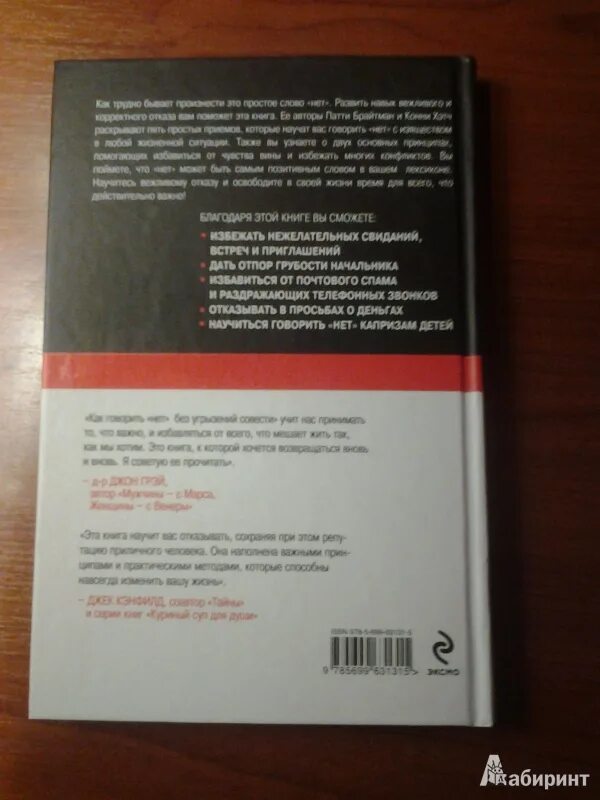 Как трудно бывает произнести это простое слово «нет». Развить навык вежливого и
корректного отказа вам поможет эта книга. Ее авторы Патти Брайтман и Конни Хэтч
раскрывают пять простых приемов, которые научат вас говорить «нет» с изяществом
в любой жизненной ситуации. Также вы узнаете о двух основных принципах,
помогающих избавиться от чувства вины и избежать многих конфликтов. Вы
поймете, что «нет» может быть самым позитивным словом в вашем лексиконе.
Научитесь вежливому отказу и освободите в своей жизни время для всего, что
действительно важно!
БЛАГОДАРЯ ЭТОЙ КНИГЕ ВЫ СМОЖЕТЕ:
• ИЗБЕЖАТЬ НЕЖЕЛАТЕЛЬНЫХ СВИДАНИЙ,
ВСТРЕЧ И ПРИГЛАШЕНИЙ
• ДАТЬ ОТПОР ГРУБОСТИ НАЧАЛЬНИКА
• ИЗБАВИТЬСЯ ОТ ПОЧТОВОГО СПАМА
И РАЗДРАЖАЮЩИХ ТЕЛЕФОННЫХ ЗВОНКОВ
• ОТКАЗЫВАТЬ В ПРОСЬБАХ О ДЕНЬГАХ
• НАУЧИТЬСЯ ГОВОРИТЬ «НЕТ» КАПРИЗАМ ДЕТЕЙ
«Как говорить «нет» без угрызений совести» учит нас принимать
то, что важно, и избавляться от всего, что мешает жить так,
как мы хотим. Это книга, к которой хочется возвращаться вновь
и вновь. Я советую ее прочитать».
– д-р ДЖОН ГРЭЙ,
автор «Мужчины – с Марса,
Женщины – с Венеры»
«Эта книга научит вас отказывать, сохраняя при этом репу-
тацию приличного человека. Она наполнена важными прин-
ципами и практическими методами, которые способны
навсегда изменить вашу жизнь».
– ДЖЕК КЭНФИЛД, соавтор «Тайны»
и серии книг «Куриный суп для души»
ISBN 978-5-699-63131-5
9 785699 631315 >
ЭКСМО
Лабиринт